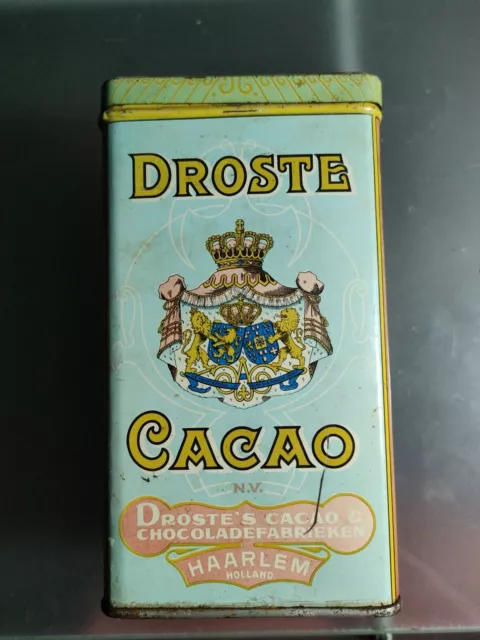 DROSTE
CACAO
N.V.
DROSTE'S CACAO &
CHOCOLADEFABRIEKEN
HAARLEM
HOLLAND